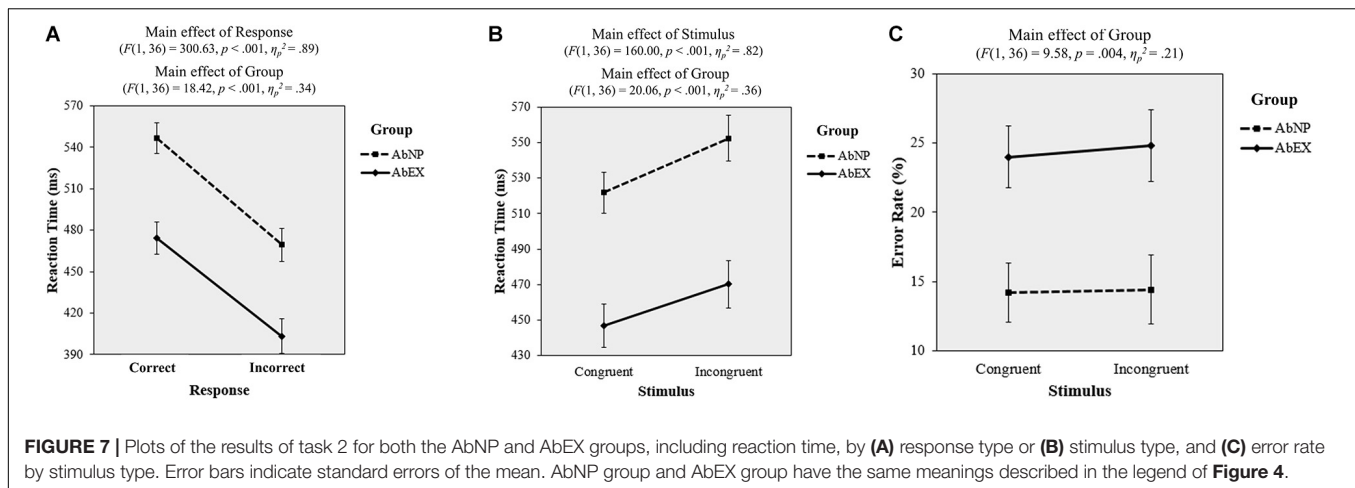 A
Main effect of Response
(F(1, 36) = 300.63, p < .001, ηp² = .89)
Main effect of Group
(F(1, 36) = 18.42, p < .001, ηp² = .34)
570
540
510
480
450
420
390
Reaction Time (ms)
Correct
Incorrect
Response
Group
AbNP
AbEX
B
Main effect of Stimulus
(F(1, 36) = 160.00, p < .001, ηp² = .82)
Main effect of Group
(F(1, 36) = 20.06, p < .001, ηp² = .36)
570
550
530
510
490
470
450
430
Reaction Time (ms)
Congruent
Incongruent
Stimulus
Group
AbNP
AbEX
C
Main effect of Group
(F(1, 36) = 9.58, p = .004, ηp² = .21)
30
25
20
15
10
Error Rate (%)
Congruent
Incongruent
Stimulus
Group
AbNP
AbEX
FIGURE 7 | Plots of the results of task 2 for both the AbNP and AbEX groups, including reaction time, by (A) response type or (B) stimulus type, and (C) error rate
by stimulus type. Error bars indicate standard errors of the mean. AbNP group and AbEX group have the same meanings described in the legend of Figure 4.